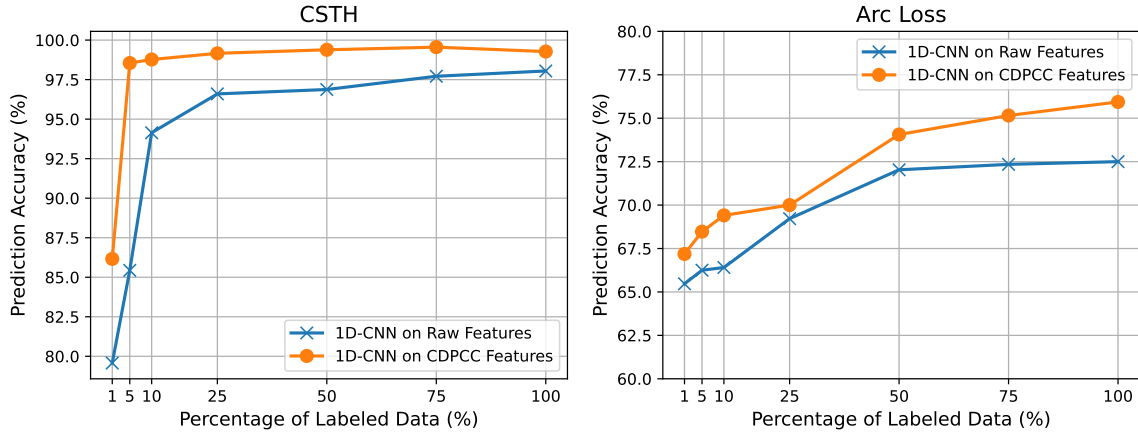 CSTH
100.0
97.5
95.0
92.5
90.0
87.5
85.0
82.5
80.0
Prediction Accuracy (%)
1D-CNN on Raw Features
1D-CNN on CDPCC Features
1 5 10 25 50 75 100
Percentage of Labeled Data (%)
Arc Loss
80.0
77.5
75.0
72.5
70.0
67.5
65.0
62.5
60.0
Prediction Accuracy (%)
1D-CNN on Raw Features
1D-CNN on CDPCC Features
1 5 10 25 50 75 100
Percentage of Labeled Data (%)